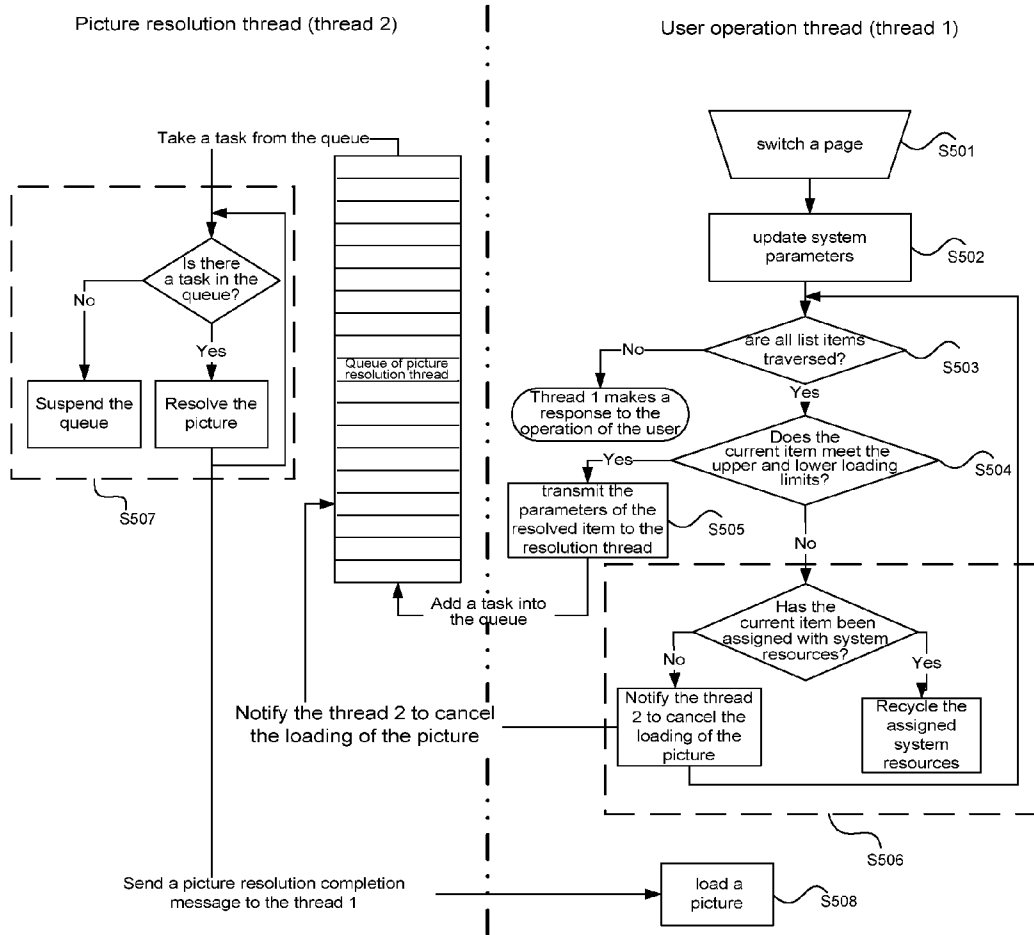 Picture resolution thread (thread 2)
User operation thread (thread 1)
Take a task from the queue
Is there
a task in the
queue?
No
Yes
Suspend the
queue
Resolve the
picture
S507
Queue of picture
resolution thread
Add a task into
the queue
Notify the thread 2 to cancel
the loading of the picture
Send a picture resolution completion
message to the thread 1
switch a page
S501
update system
parameters
S502
are all list items
traversed?
S503
No
Yes
Thread 1 makes a
response to the
operation of the user
Does the
current item meet the
upper and lower loading
limits?
S504
Yes
transmit the
parameters of the
resolved item to the
resolution thread
S505
No
Has the
current item been
assigned with system
resources?
No
Yes
Notify the thread
2 to cancel the
loading of the
picture
Recycle the
assigned
system
resources
S506
load a
picture
S508